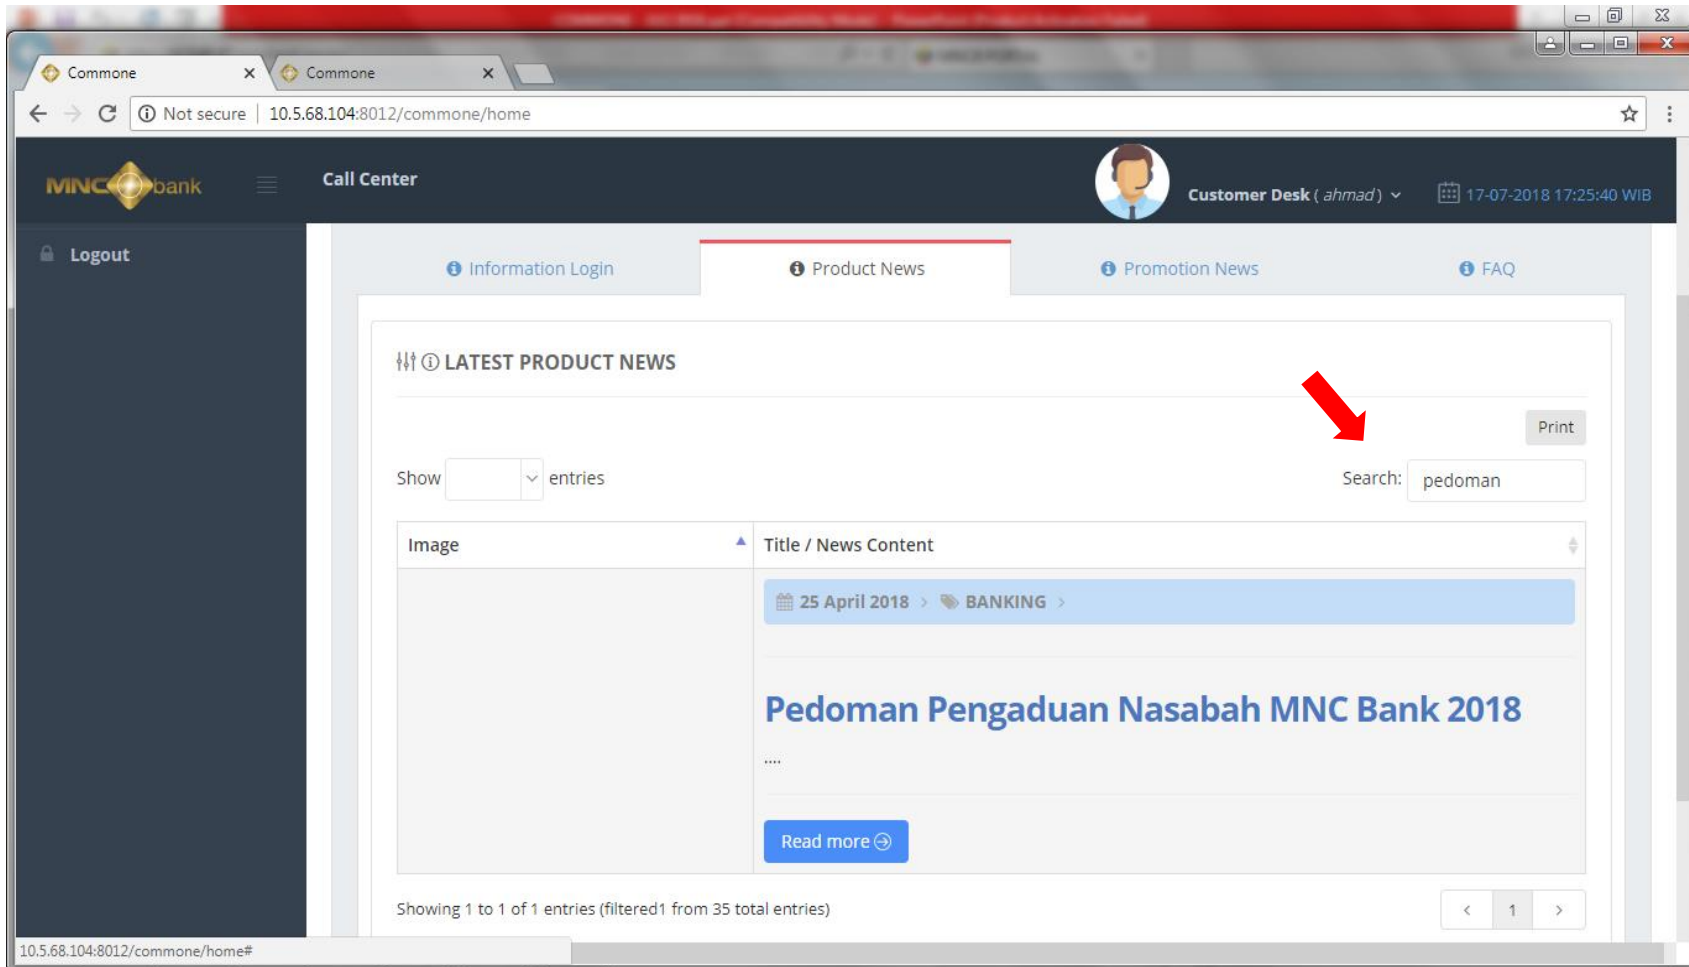 Commone
Commone
Not secure | 10.5.68.104:8012/commone/home
MNC bank
Call Center
Customer Desk ( ahmad )
17-07-2018 17:25:40 WIB
Logout
Information Login
Product News
Promotion News
FAQ
LATEST PRODUCT NEWS
Print
Show entries
Search: pedoman
Image
Title / News Content
25 April 2018 > BANKING >
Pedoman Pengaduan Nasabah MNC Bank 2018
....
Read more
Showing 1 to 1 of 1 entries (filtered1 from 35 total entries)
< 1 >
10.5.68.104:8012/commone/home#